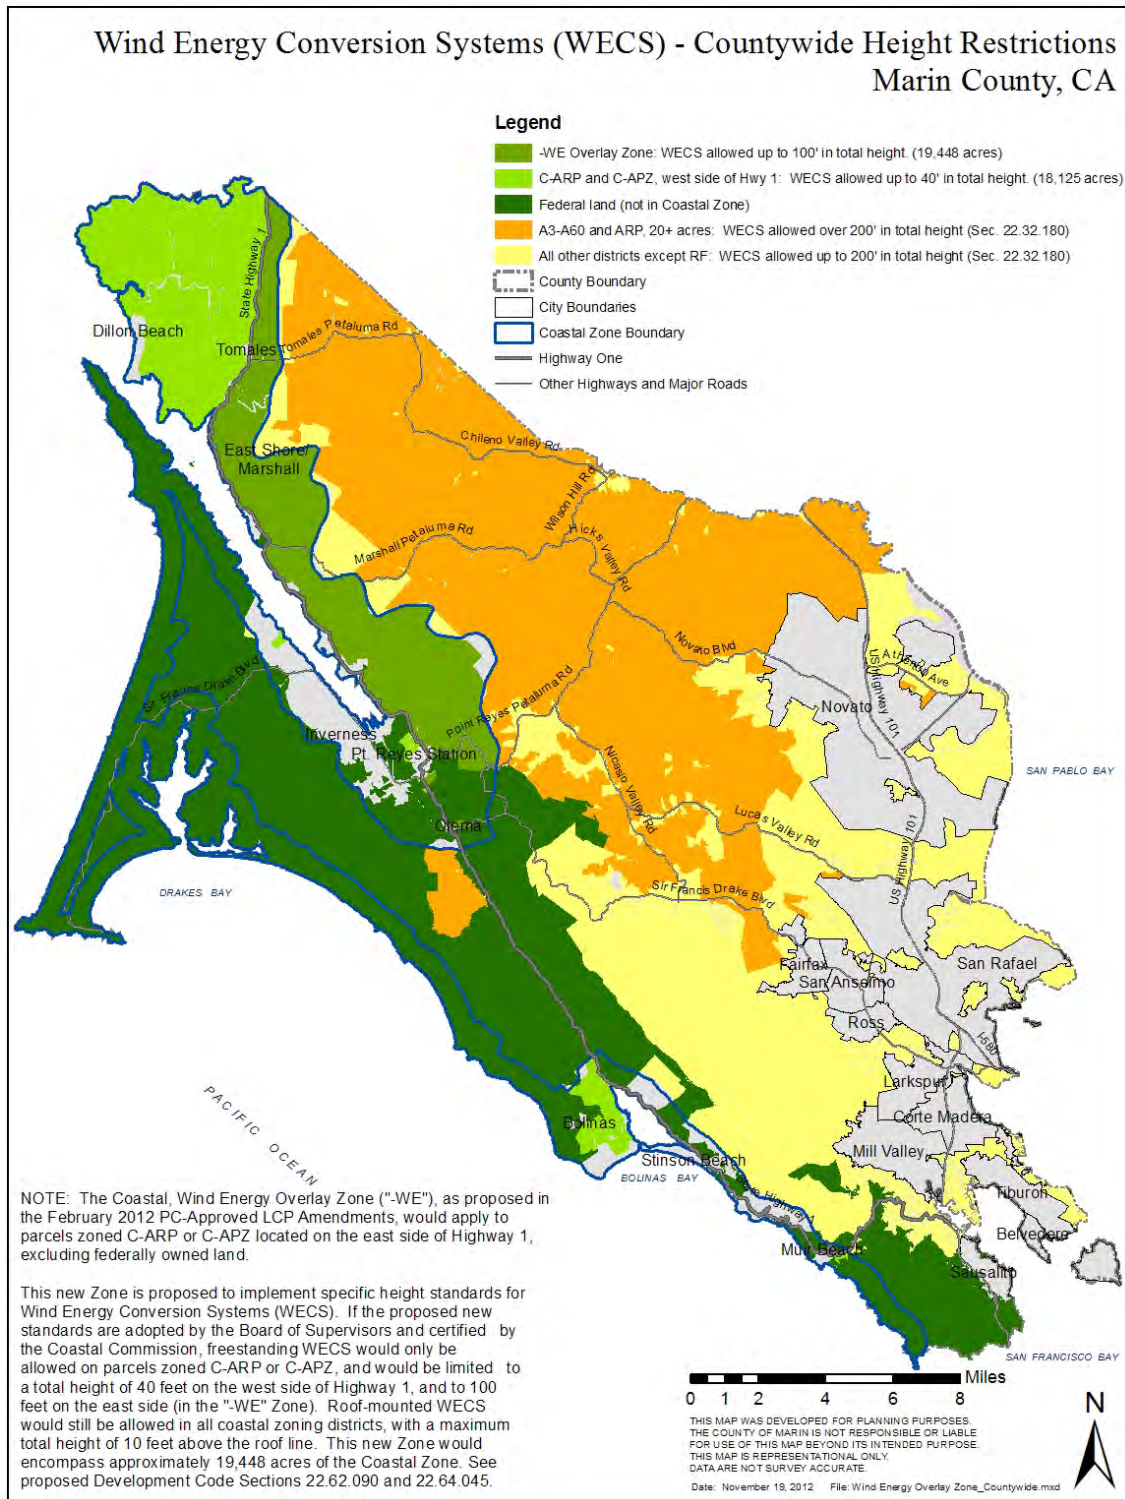 Wind Energy Conversion Systems (WECS) - Countywide Height Restrictions
Marin County, CA
Legend
-WE Overlay Zone: WECS allowed up to 100' in total height. (19,448 acres)
C-ARP and C-APZ, west side of Hwy 1: WECS allowed up to 40' in total height. (18,125 acres)
Federal land (not in Coastal Zone)
A3-A60 and ARP, 20+ acres: WECS allowed over 200' in total height (Sec. 22.32.180)
All other districts except RF: WECS allowed up to 200' in total height (Sec. 22.32.180)
County Boundary
City Boundaries
Coastal Zone Boundary
Highway One
Other Highways and Major Roads
State Highway 1
Dillon Beach
Tomales
Tomales Petaluma Rd
Chileno Valley Rd
East Shore/
Marshall
Wilson Hill Rd
Marshall Petaluma Rd
Hicks Valley Rd
Novato Blvd
US Highway 101
Atherton Ave
Sir Francis Drake Blvd
Point Reyes Petaluma Rd
Novato
Inverness
Pt. Reyes Station
Nicasio Valley Rd
SAN PABLO BAY
Olema
Lucas Valley Rd
US Highway 101
DRAKES BAY
Sir Francis Drake Blvd
Fairfax
San Rafael
San Anselmo
Ross
I-580
Larkspur
PACIFIC OCEAN
Bolinas
Corte Madera
Mill Valley
Stinson Beach
BOLINAS BAY
Tiburon
Belvedere
Muir Beach
Sausalito
SAN FRANCISCO BAY
NOTE: The Coastal, Wind Energy Overlay Zone ("-WE"), as proposed in
the February 2012 PC-Approved LCP Amendments, would apply to
parcels zoned C-ARP or C-APZ located on the east side of Highway 1,
excluding federally owned land.
This new Zone is proposed to implement specific height standards for
Wind Energy Conversion Systems (WECS). If the proposed new
standards are adopted by the Board of Supervisors and certified by
the Coastal Commission, freestanding WECS would only be
allowed on parcels zoned C-ARP or C-APZ, and would be limited to
a total height of 40 feet on the west side of Highway 1, and to 100
feet on the east side (in the "-WE" Zone). Roof-mounted WECS
would still be allowed in all coastal zoning districts, with a maximum
total height of 10 feet above the roof line. This new Zone would
encompass approximately 19,448 acres of the Coastal Zone. See
proposed Development Code Sections 22.62.090 and 22.64.045.
Miles
0 1 2 4 6 8
N
THIS MAP WAS DEVELOPED FOR PLANNING PURPOSES.
THE COUNTY OF MARIN IS NOT RESPONSIBLE OR LIABLE
FOR USE OF THIS MAP BEYOND ITS INTENDED PURPOSE.
THIS MAP IS REPRESENTATIONAL ONLY.
DATA ARE NOT SURVEY ACCURATE.
Date: November 19, 2012 File: Wind Energy Overlay Zone_Countywide.mxd